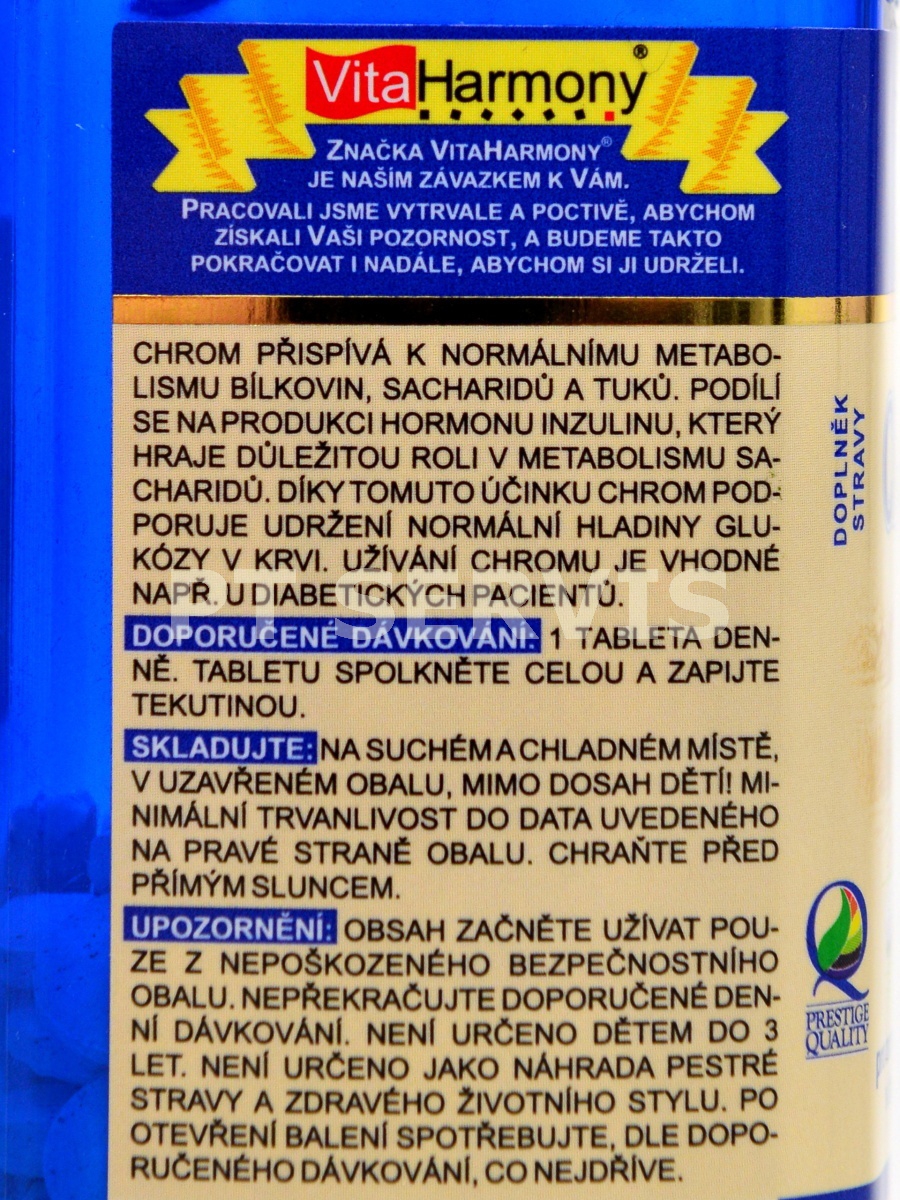 VitaHarmony®
ZNAČKA VITAHARMONY®
JE NAŠÍM ZÁVAZKEM K VÁM.
PRACOVALI JSME VYTRVALE A POCTIVĚ, ABYCHOM
ZÍSKALI VAŠI POZORNOST, A BUDEME TAKTO
POKRAČOVAT I NADÁLE, ABYCHOM SI JI UDRŽELI.
CHROM PŘISPÍVÁ K NORMÁLNÍMU METABO-
LISMU BÍLKOVIN, SACHARIDŮ A TUKŮ. PODÍLÍ
SE NA PRODUKCI HORMONU INZULINU, KTERÝ
HRAJE DŮLEŽITOU ROLI V METABOLISMU SA-
CHARIDŮ. DÍKY TOMUTO ÚČINKU CHROM POD-
PORUJE UDRŽENÍ NORMÁLNÍ HLADINY GLU-
KÓZY V KRVI. UŽÍVÁNÍ CHROMU JE VHODNÉ
NAPŘ. U DIABETICKÝCH PACIENTŮ.
DOPORUČENÉ DÁVKOVÁNÍ: 1 TABLETA DEN-
NĚ. TABLETU SPOLKNĚTE CELOU A ZAPIJTE
TEKUTINOU.
SKLADUJTE: NA SUCHÉM A CHLADNÉM MÍSTĚ,
V UZAVŘENÉM OBALU, MIMO DOSAH DĚTÍ! MI-
NIMÁLNÍ TRVANLIVOST DO DATA UVEDENÉHO
NA PRAVÉ STRANĚ OBALU. CHRAŇTE PŘED
PŘÍMÝM SLUNCEM.
UPOZORNĚNÍ: OBSAH ZAČNĚTE UŽÍVAT POU-
ZE Z NEPOŠKOZENÉHO BEZPEČNOSTNÍHO
OBALU. NEPŘEKRAČUJTE DOPORUČENÉ DEN-
NÍ DÁVKOVÁNÍ. NENÍ URČENO DĚTEM DO 3
LET. NENÍ URČENO JAKO NÁHRADA PESTRÉ
STRAVY A ZDRAVÉHO ŽIVOTNÍHO STYLU. PO
OTEVŘENÍ BALENÍ SPOTŘEBUJTE, DLE DOPO-
RUČENÉHO DÁVKOVÁNÍ, CO NEJDŘÍVE.
DOPLNĚK
STRAVY
PRESTIGE
QUALITY
PT SERVIS